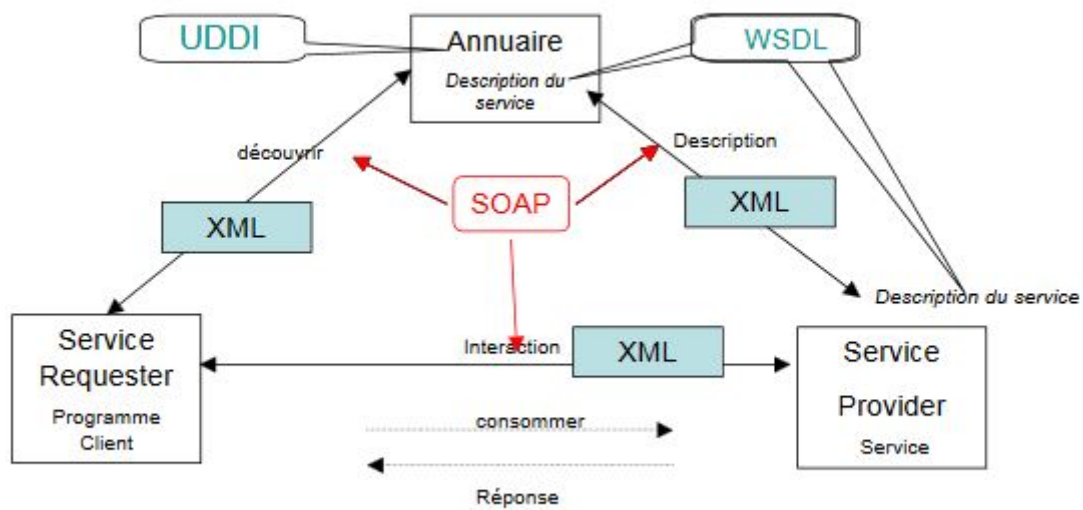 UDDI
Annuaire
Description du
service
WSDL
découvrir
Description
SOAP
XML
XML
Description du service
Service
Requester
Programme
Client
Interaction
XML
Service
Provider
Service
consommer
Réponse